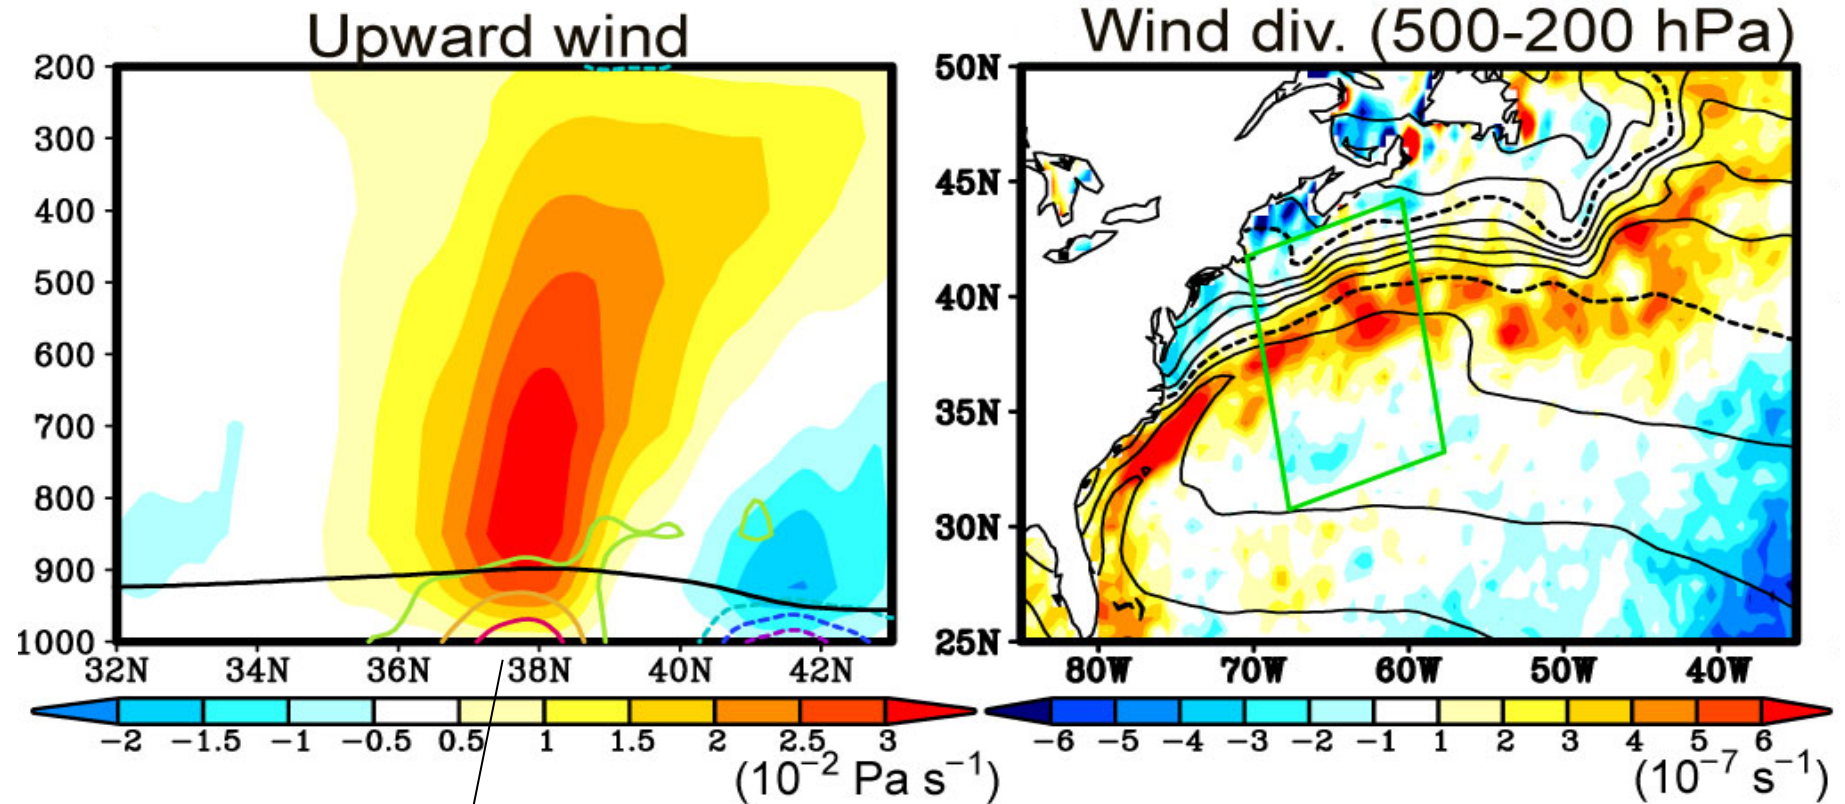 Upward wind
200
300
400
500
600
700
800
900
1000
32N 34N 36N 38N 40N 42N
−2 −1.5 −1 −0.5 0.5 1 1.5 2 2.5 3
(10⁻² Pa s⁻¹)
Wind div. (500-200 hPa)
50N
45N
40N
35N
30N
25N
80W 70W 60W 50W 40W
−6 −5 −4 −3 −2 −1 1 2 3 4 5 6
(10⁻⁷ s⁻¹)